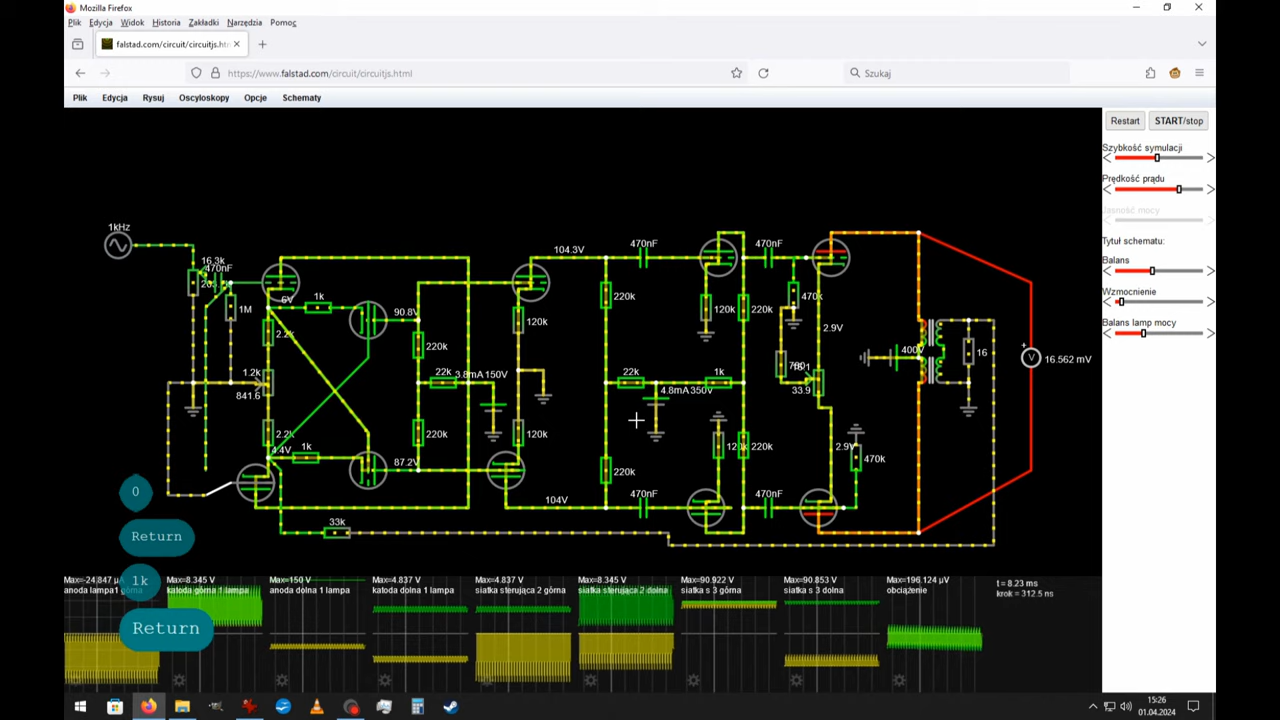 Mozilla Firefox
Plik Edycja Widok Historia Zakładki Narzędzia Pomoc
falstad.com/circuit/circuitjs.htm
https://www.falstad.com/circuit/circuitjs.html
Szukaj
Plik Edycja Rysuj Oscyloskopy Opcje Schematy
Restart START/stop
Szybkość symulacji
Prędkość prądu
Jasność mocy
Tytuł schematu:
Balans
Wzmocnienie
Balans lamp mocy
1kHz
104.3V
470nF
470nF
16.3k
470nF
6V
1k
90.8V
1M
220k
120k
120k
220k
470k
2.2k
2.9V
220k
400V
16
16.562 mV
1.2k
841.6
22k
3.8mA 150V
22k
1k
4.8mA 350V
33.9
2.2k
220k
120k
220k
2.9V
470k
4.4V
1k
87.2V
220k
104V
470nF
470nF
33k
0
Return
1k
Return
Max=-24.847 µA
anoda lampa1 górna
Max=8.345 V
katoda górna 1 lampa
Max=150 V
anoda dolna 1 lampa
Max=4.837 V
katoda dolna 1 lampa
Max=4.837 V
siatka sterująca 2 górna
Max=8.345 V
siatka sterująca 2 dolna
Max=90.922 V
siatka s 3 górna
Max=90.853 V
siatka s 3 dolna
Max=196.124 µA
obciążenie
t = 8.23 ms
krok = 312.5 ns
15:26
01.04.2024